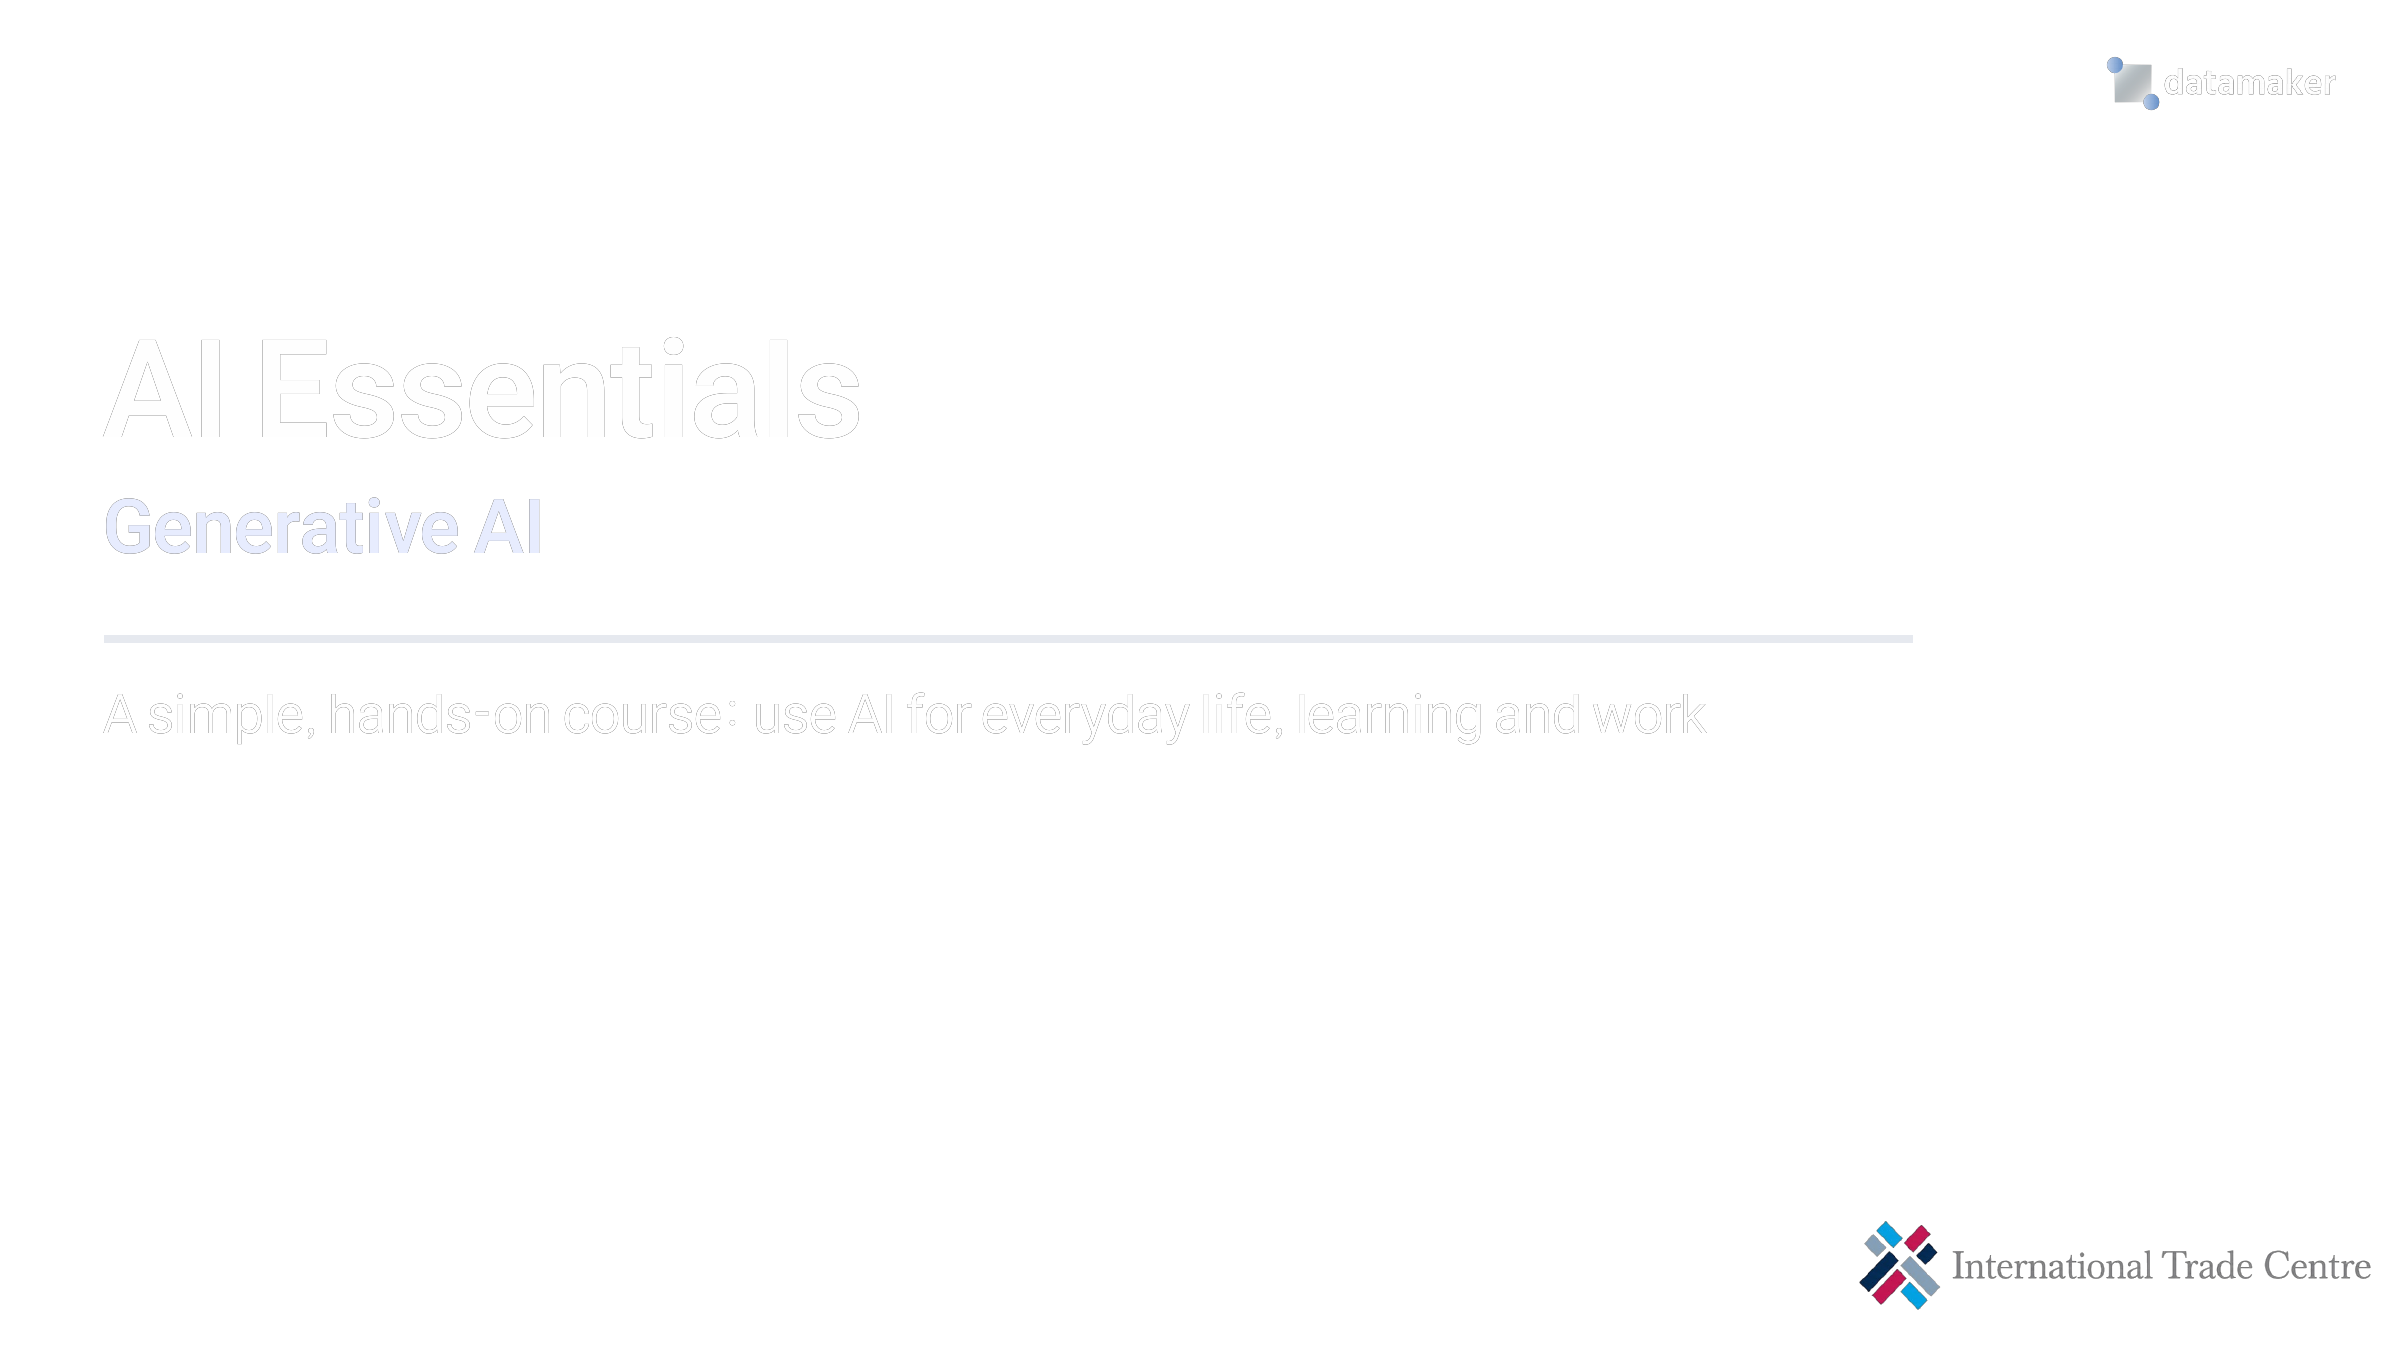 datamaker
AI Essentials
Generative AI
A simple, hands-on course: use AI for everyday life, learning and work
International Trade Centre